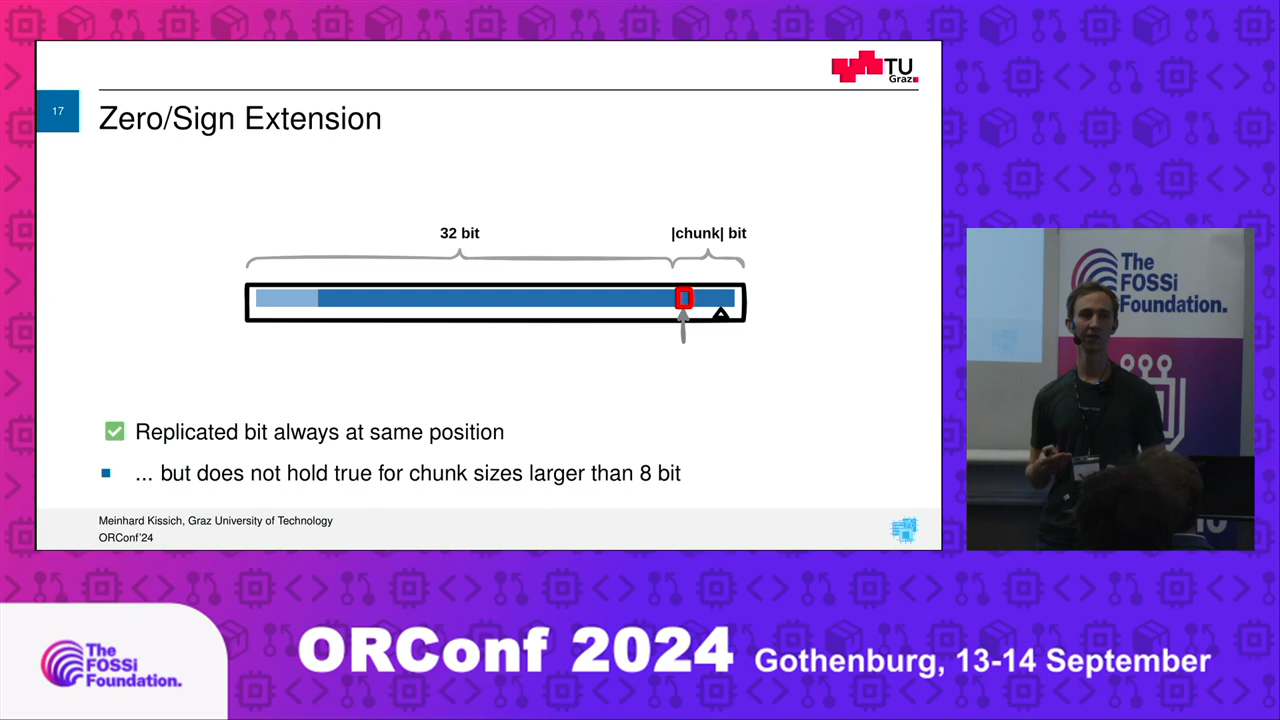 TU
Graz
17
Zero/Sign Extension
32 bit
|chunk| bit
Replicated bit always at same position
... but does not hold true for chunk sizes larger than 8 bit
Meinhard Kissich, Graz University of Technology
ORConf'24
The
FOSSi
Foundation.
The
FOSSi
Foundation.
ORConf 2024 Gothenburg, 13-14 September